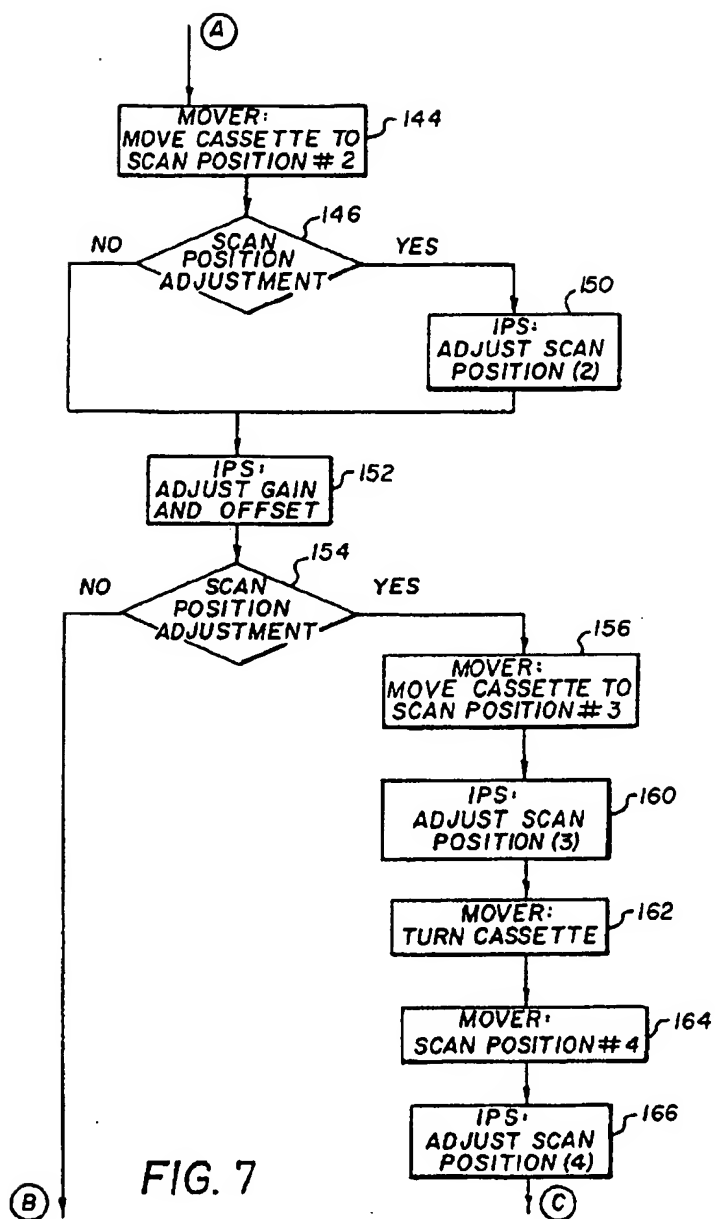 A
MOVER:
MOVE CASSETTE TO
SCAN POSITION # 2
144
146
NO
SCAN
POSITION
ADJUSTMENT
YES
150
IPS:
ADJUST SCAN
POSITION (2)
IPS:
ADJUST GAIN
AND OFFSET
152
154
NO
SCAN
POSITION
ADJUSTMENT
YES
156
MOVER:
MOVE CASSETTE TO
SCAN POSITION # 3
IPS:
ADJUST SCAN
POSITION (3)
160
MOVER:
TURN CASSETTE
162
MOVER:
SCAN POSITION # 4
164
IPS:
ADJUST SCAN
POSITION (4)
166
FIG. 7
B
C